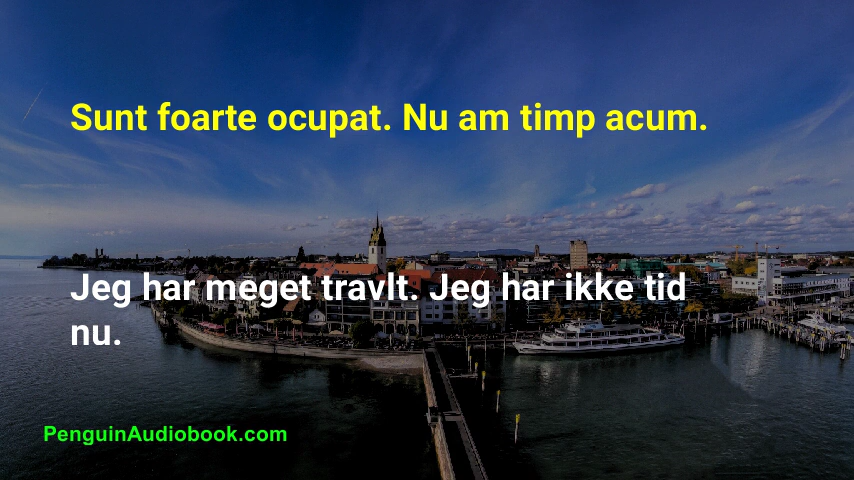 Sunt foarte ocupat. Nu am timp acum.
Jeg har meget travlt. Jeg har ikke tid
nu.
PenguinAudiobook.com